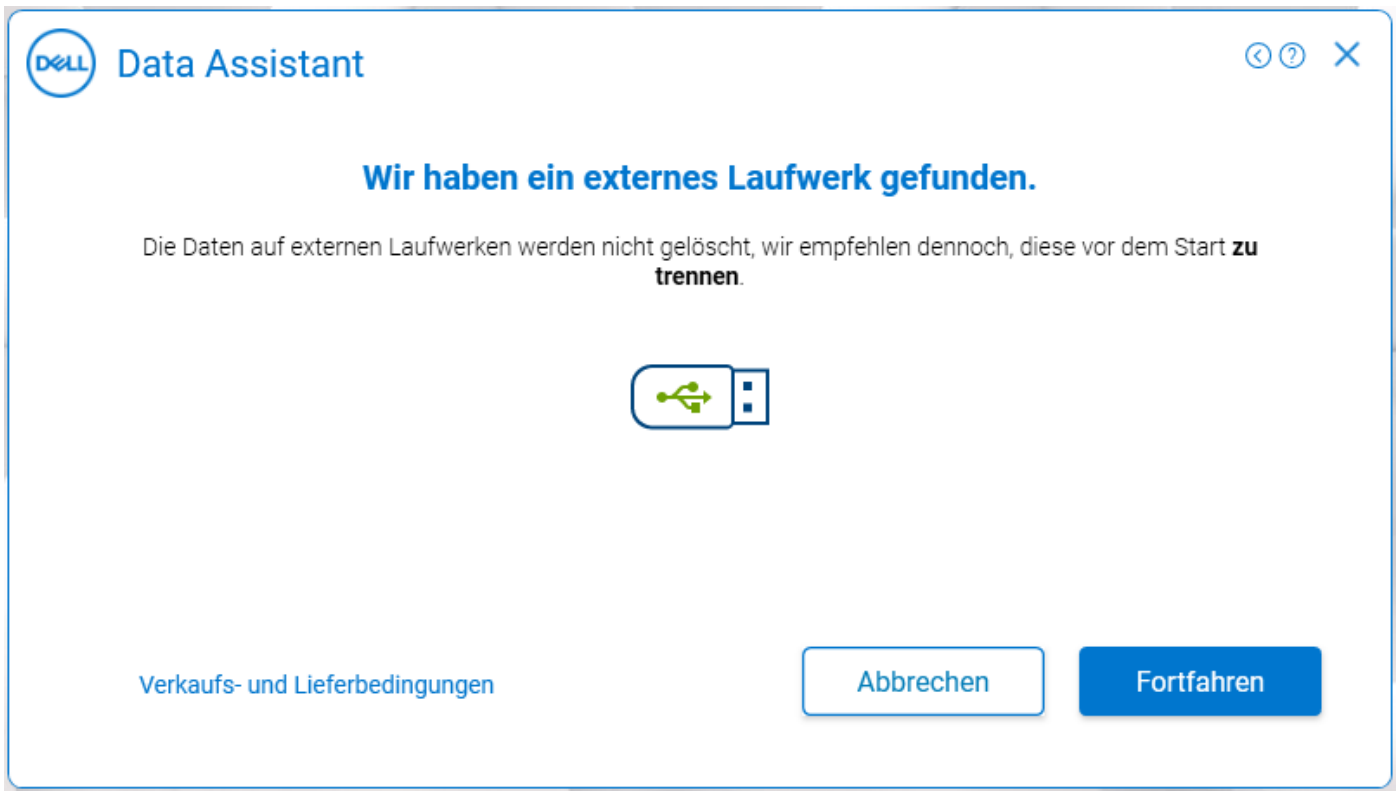 DELL
Data Assistant
Wir haben ein externes Laufwerk gefunden.
Die Daten auf externen Laufwerken werden nicht gelöscht, wir empfehlen dennoch, diese vor dem Start zu
trennen.
Verkaufs- und Lieferbedingungen
Abbrechen
Fortfahren